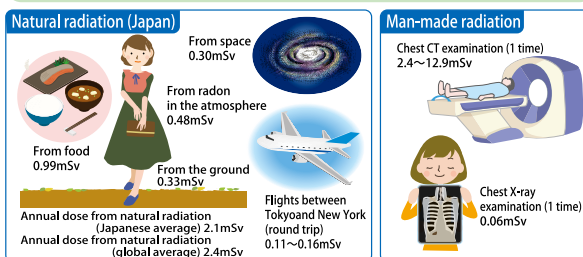 Natural radiation (Japan)
From space
0.30mSv
From radon
in the atmosphere
0.48mSv
From food
0.99mSv
From the ground
0.33mSv
Annual dose from natural radiation
(Japanese average) 2.1mSv
Annual dose from natural radiation
(global average) 2.4mSv
Flights between
Tokyoand New York
(round trip)
0.11～0.16mSv
Man-made radiation
Chest CT examination (1 time)
2.4～12.9mSv
Chest X-ray
examination (1 time)
0.06mSv